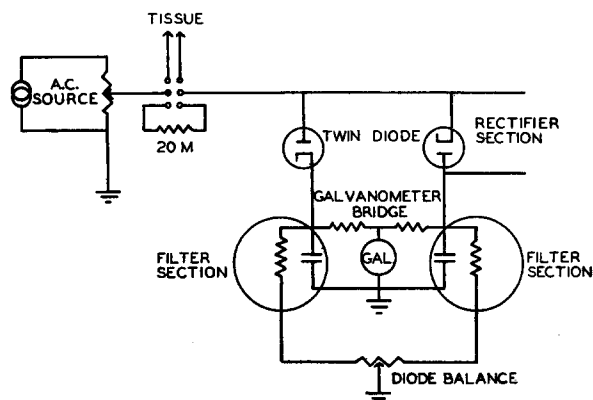 TISSUE
A.C.
SOURCE
20 M
TWIN DIODE
RECTIFIER
SECTION
GALVANOMETER
BRIDGE
FILTER
SECTION
GAL
FILTER
SECTION
DIODE BALANCE